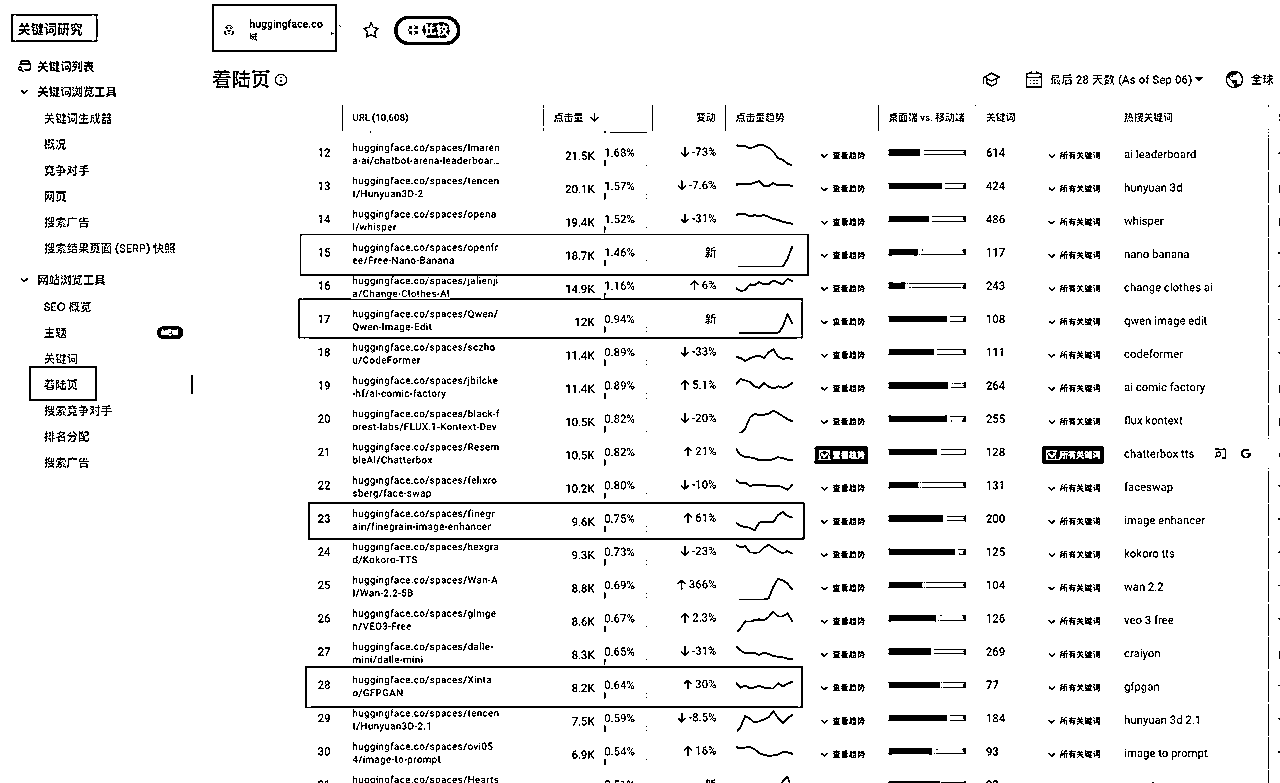 关键词研究
huggingface.co
域
比较
关键词列表
关键词浏览工具
关键词生成器
概况
竞争对手
网页
搜索广告
搜索结果页面 (SERP) 快照
网站浏览工具
SEO 概览
主题
关键词
着陆页
搜索竞争对手
排名分配
搜索广告
着陆页
最后 28 天数 (As of Sep 06)
全球
URL (10,608) 点击量 变动 点击量趋势 桌面端 vs. 移动端 关键词 热搜关键词
12 huggingface.co/spaces/lmaren
a-ai/chatbot-arena-leaderboar... 21.5K 1.68% ↓ -73% 查看趋势 614 所有关键词 ai leaderboard
13 huggingface.co/spaces/tencen
t/Hunyuan3D-2 20.1K 1.57% ↓ -7.6% 查看趋势 424 所有关键词 hunyuan 3d
14 huggingface.co/spaces/opena
i/whisper 19.4K 1.52% ↓ -31% 查看趋势 486 所有关键词 whisper
15 huggingface.co/spaces/openfr
ee/Free-Nano-Banana 18.7K 1.46% 新 查看趋势 117 所有关键词 nano banana
16 huggingface.co/spaces/jallenji
a/Change-Clothes-AI 14.9K 1.16% ↑ 6% 查看趋势 243 所有关键词 change clothes ai
17 huggingface.co/spaces/Qwen/
Qwen-Image-Edit 12K 0.94% 新 查看趋势 108 所有关键词 qwen image edit
18 huggingface.co/spaces/sczho
u/CodeFormer 11.4K 0.89% ↓ -33% 查看趋势 111 所有关键词 codeformer
19 huggingface.co/spaces/jbilcke
-hf/ai-comic-factory 11.4K 0.89% ↑ 5.1% 查看趋势 264 所有关键词 ai comic factory
20 huggingface.co/spaces/black-f
orest-labs/FLUX.1-Kontext-Dev 10.5K 0.82% ↓ -20% 查看趋势 255 所有关键词 flux kontext
21 huggingface.co/spaces/Resem
bleAI/Chatterbox 10.5K 0.82% ↑ 21% 查看趋势 128 所有关键词 chatterbox tts G
22 huggingface.co/spaces/felixro
sberg/face-swap 10.2K 0.80% ↓ -10% 查看趋势 131 所有关键词 faceswap
23 huggingface.co/spaces/finegr
ain/finegrain-image-enhancer 9.6K 0.75% ↑ 61% 查看趋势 200 所有关键词 image enhancer
24 huggingface.co/spaces/hexgra
d/Kokoro-TTS 9.3K 0.73% ↓ -23% 查看趋势 125 所有关键词 kokoro tts
25 huggingface.co/spaces/Wan-A
I/Wan-2.2-5B 8.8K 0.69% ↑ 366% 查看趋势 104 所有关键词 wan 2.2
26 huggingface.co/spaces/ginige
n/VEO3-Free 8.6K 0.67% ↑ 2.3% 查看趋势 126 所有关键词 veo 3 free
27 huggingface.co/spaces/dalle-
mini/dalle-mini 8.3K 0.65% ↓ -31% 查看趋势 269 所有关键词 craiyon
28 huggingface.co/spaces/Xinta
o/GFPGAN 8.2K 0.64% ↑ 30% 查看趋势 77 所有关键词 gfpgan
29 huggingface.co/spaces/tencen
t/Hunyuan3D-2.1 7.5K 0.59% ↓ -8.5% 查看趋势 184 所有关键词 hunyuan 3d 2.1
30 huggingface.co/spaces/ovi05
4/image-to-prompt 6.9K 0.54% ↑ 16% 查看趋势 93 所有关键词 image to prompt
huggingface.co/spaces/Hearts